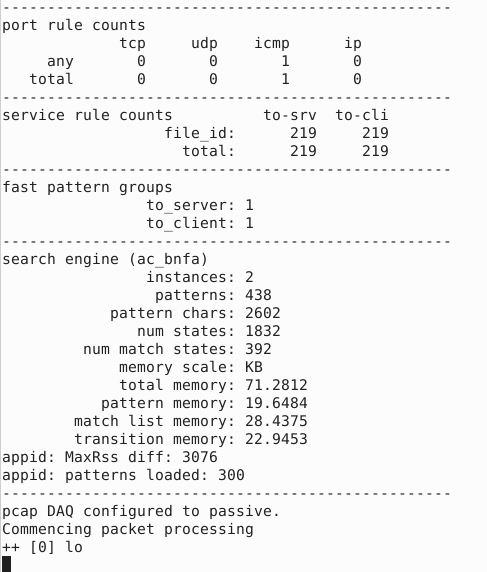 --------------------------------------------------
port rule counts
             tcp     udp    icmp      ip
     any       0       0       1       0
   total       0       0       1       0
--------------------------------------------------
service rule counts          to-srv  to-cli
                  file_id:      219     219
                    total:      219     219
--------------------------------------------------
fast pattern groups
                to_server: 1
                to_client: 1
--------------------------------------------------
search engine (ac_bnfa)
                instances: 2
                 patterns: 438
            pattern chars: 2602
               num states: 1832
         num match states: 392
             memory scale: KB
             total memory: 71.2812
           pattern memory: 19.6484
        match list memory: 28.4375
        transition memory: 22.9453
appid: MaxRss diff: 3076
appid: patterns loaded: 300
--------------------------------------------------
pcap DAQ configured to passive.
Commencing packet processing
++ [0] lo